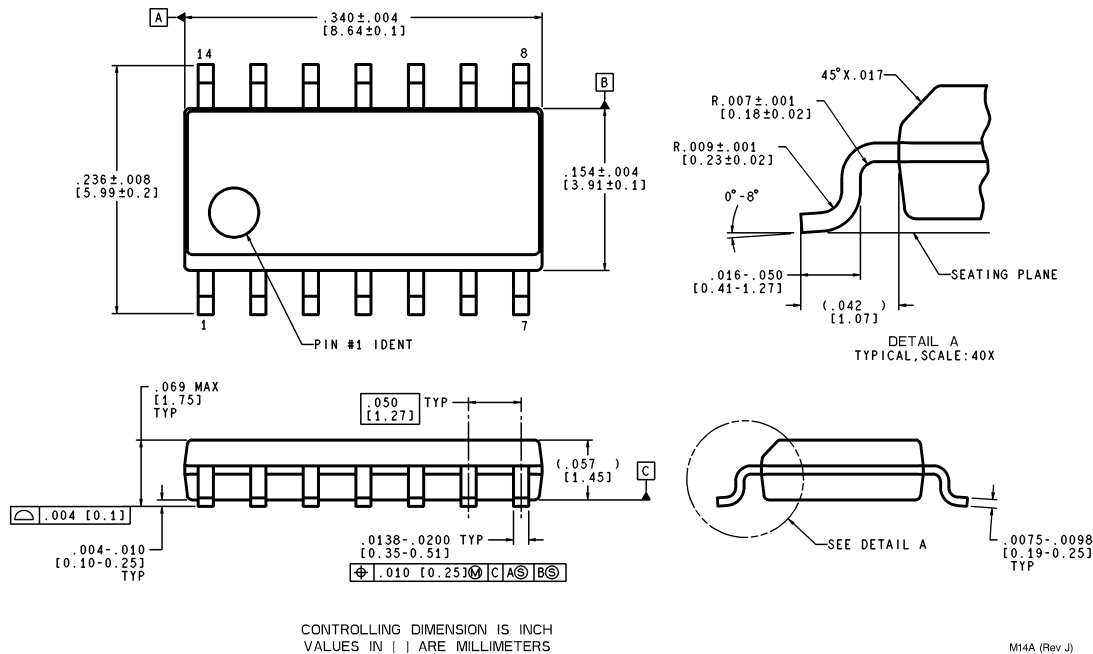 A
.340±.004
[8.64±0.1]
14
8
B
.236±.008
[5.99±0.2]
.154±.004
[3.91±0.1]
1
7
PIN #1 IDENT
45°X.017
R.007±.001
[0.18±0.02]
R.009±.001
[0.23±0.02]
0°-8°
.016-.050
[0.41-1.27]
SEATING PLANE
(.042 )
[1.07]
DETAIL A
TYPICAL,SCALE:40X
.069 MAX
[1.75]
TYP
.050 TYP
[1.27]
(.057 )
[1.45]
C
⌓ .004 [0.1]
.004-.010
[0.10-0.25]
TYP
.0138-.0200 TYP
[0.35-0.51]
⌖ .010 [0.25]Ⓜ C AⓈ BⓈ
SEE DETAIL A
.0075-.0098
[0.19-0.25]
TYP
CONTROLLING DIMENSION IS INCH
VALUES IN [ ] ARE MILLIMETERS
M14A (Rev J)